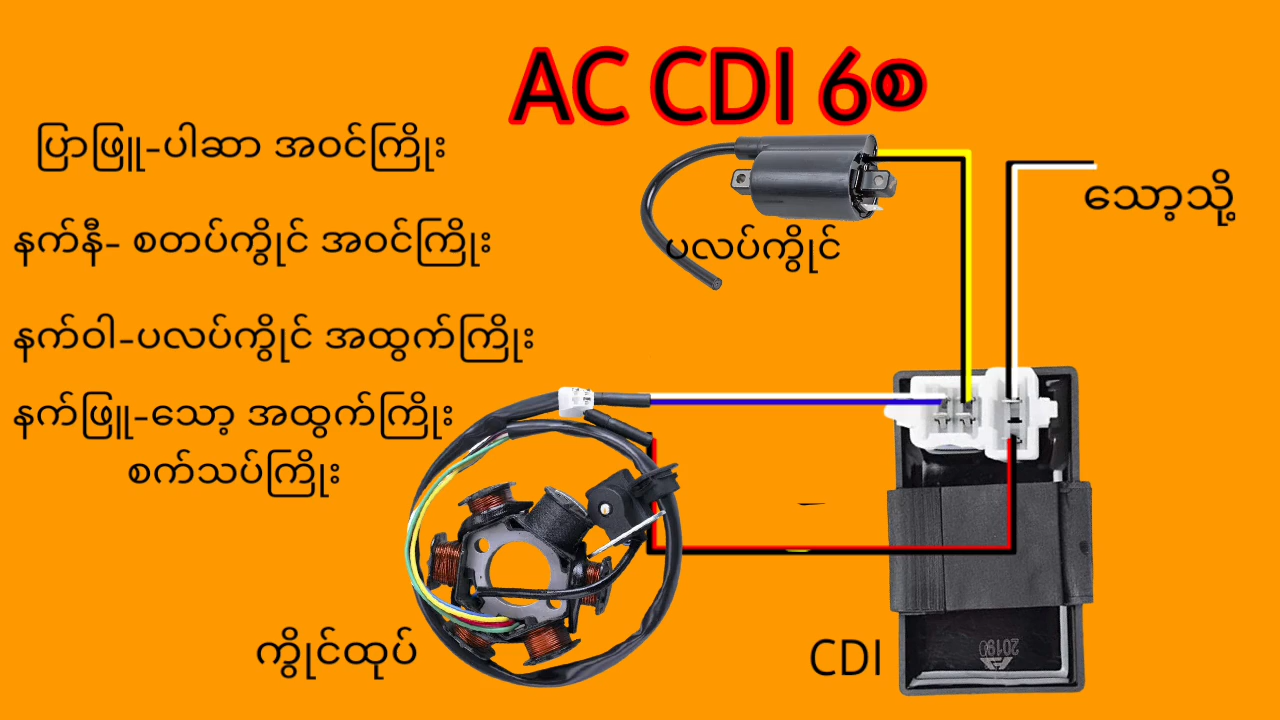 AC CDI 6စ
ပြာဖြူ-ပါဆာ အဝင်ကြိုး
သော့သို့
နက်နီ- စတပ်ကွိုင် အဝင်ကြိုး
ပလပ်ကွိုင်
နက်ဝါ-ပလပ်ကွိုင် အထွက်ကြိုး
နက်ဖြူ-သော့ အထွက်ကြိုး
စက်သပ်ကြိုး
ကွိုင်ထုပ်
CDI
20190